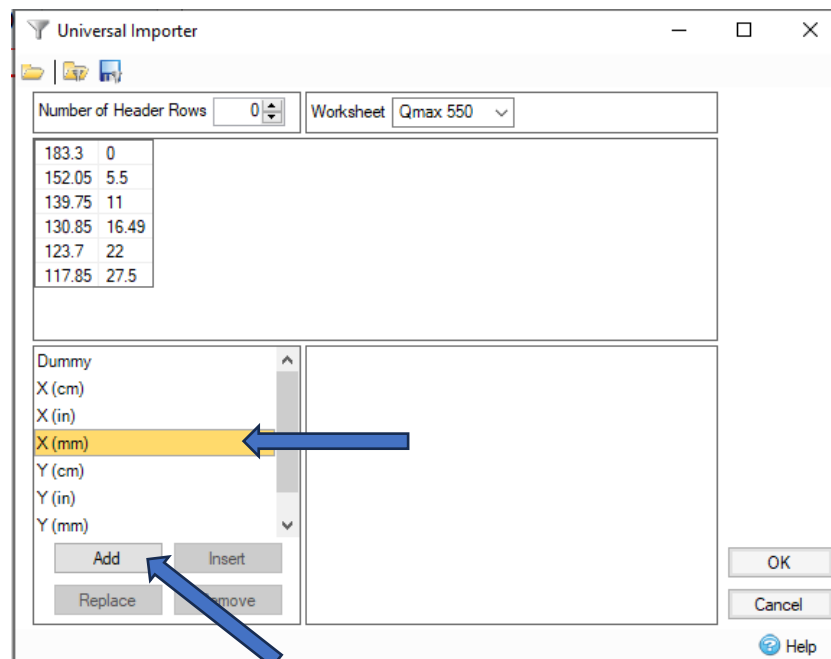 Universal Importer
Number of Header Rows 0 Worksheet Qmax 550
183.3 0
152.05 5.5
139.75 11
130.85 16.49
123.7 22
117.85 27.5
Dummy
X (cm)
X (in)
X (mm)
Y (cm)
Y (in)
Y (mm)
Add Insert
Replace
OK
Cancel
Help